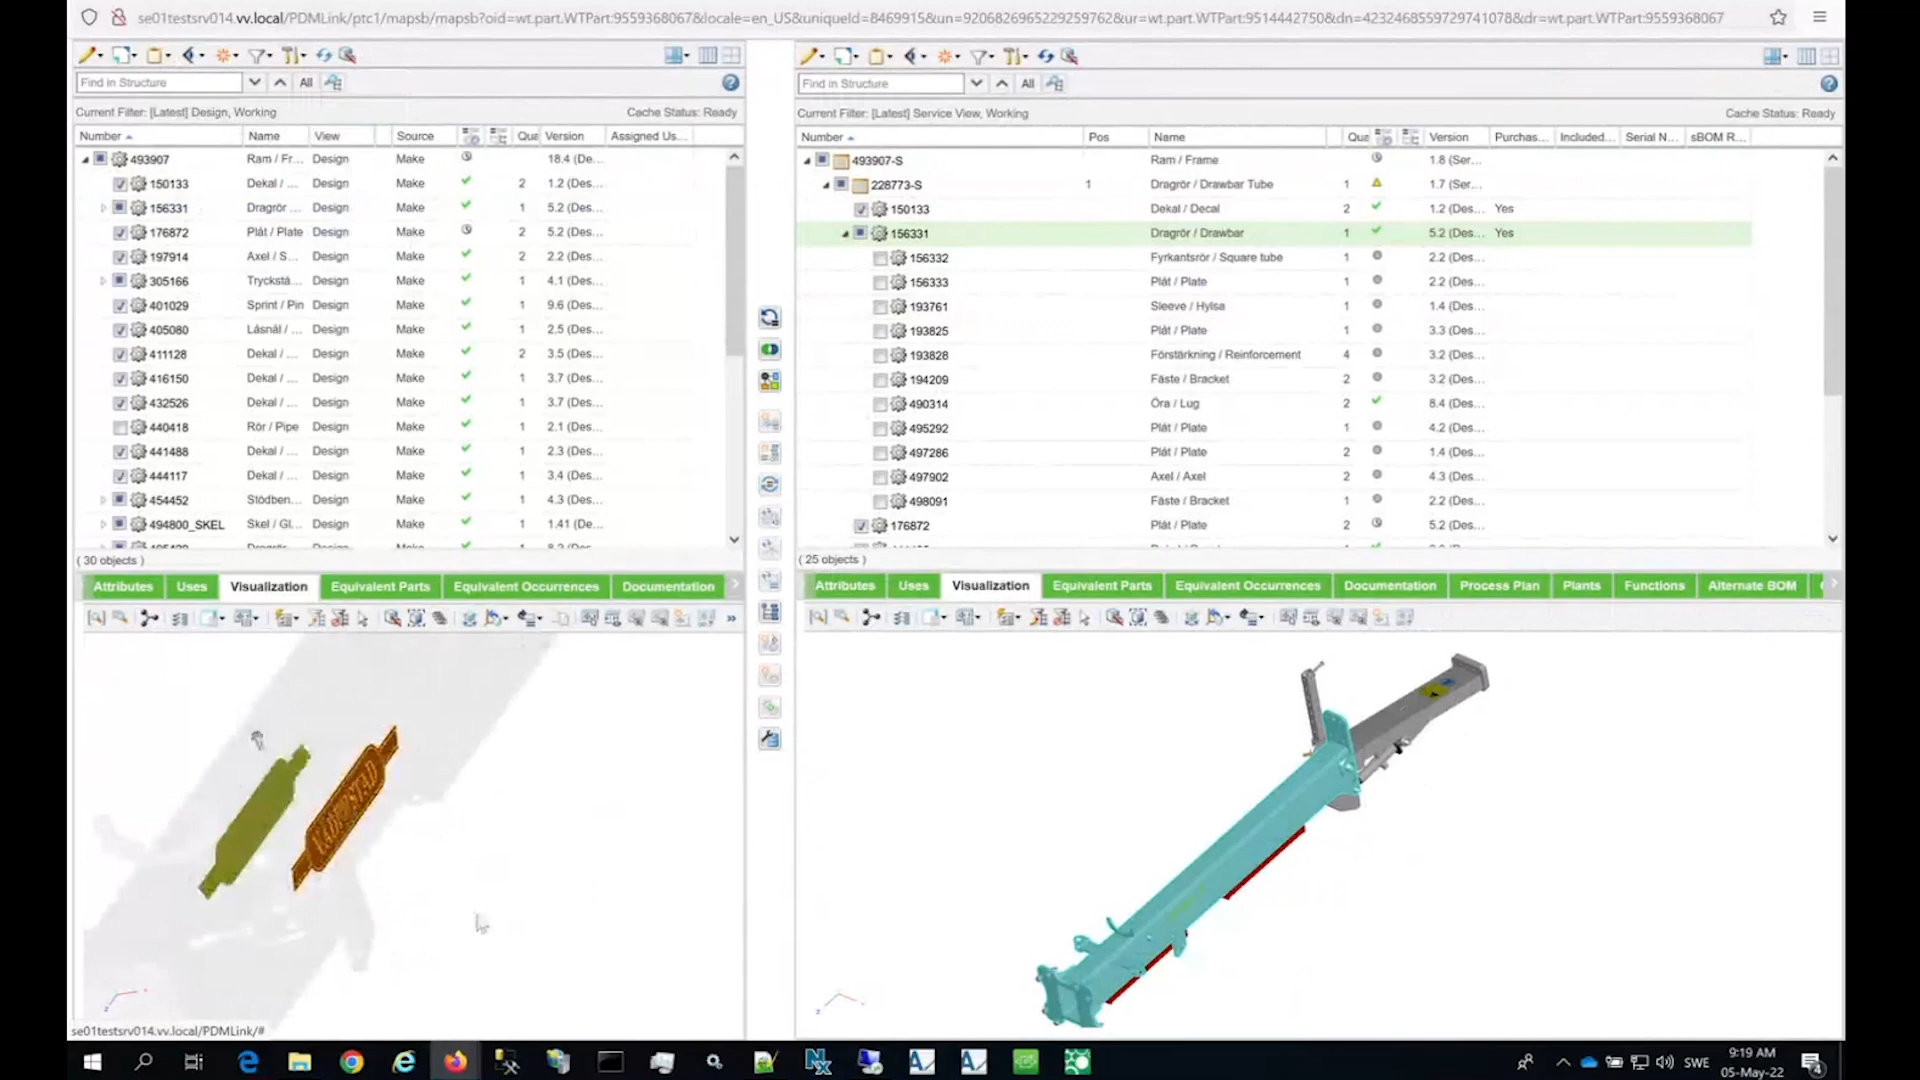 se01testsrv014.vv.local/PDMLink/ptc1/mapsb/mapsb?oid=wt.part.WTPart:9559368067&locale=en_US&uniqueId=8469915&un=9206826965229259762&ur=wt.part.WTPart:9514442750&dn=4232468559729741078&dr=wt.part.WTPart:9559368067
Find in Structure All
Current Filter: [Latest] Design, Working Cache Status: Ready
Number Name View Source Qua Version Assigned Us...
493907 Ram / Fr... Design Make 18.4 (De...
150133 Dekal / ... Design Make 2 1.2 (Des...
156331 Dragrör ... Design Make 1 5.2 (Des...
176872 Plåt / Plate Design Make 2 5.2 (Des...
197914 Axel / S... Design Make 2 2.2 (Des...
305166 Tryckstå... Design Make 1 4.1 (Des...
401029 Sprint / Pin Design Make 1 9.6 (Des...
405080 Låsnål / ... Design Make 1 2.5 (Des...
411128 Dekal / ... Design Make 2 3.5 (Des...
416150 Dekal / ... Design Make 1 3.7 (Des...
432526 Dekal / ... Design Make 1 3.7 (Des...
440418 Rör / Pipe Design Make 1 2.1 (Des...
441488 Dekal / ... Design Make 1 2.3 (Des...
444117 Dekal / ... Design Make 1 3.4 (Des...
454452 Stödben... Design Make 1 4.3 (Des...
494800_SKEL Skel / Gl... Design Make 1 1.41 (De...
( 30 objects )
Attributes Uses Visualization Equivalent Parts Equivalent Occurrences Documentation
se01testsrv014.vv.local/PDMLink/#
Find in Structure All
Current Filter: [Latest] Service View, Working Cache Status: Ready
Number Pos Name Qua Version Purchas... Included... Serial N... sBOM R...
493907-S Ram / Frame 1.8 (Ser...
228773-S 1 Dragrör / Drawbar Tube 1 1.7 (Ser...
150133 Dekal / Decal 2 1.2 (Des... Yes
156331 Dragrör / Drawbar 1 5.2 (Des... Yes
156332 Fyrkantsrör / Square tube 1 2.2 (Des...
156333 Plåt / Plate 1 2.2 (Des...
193761 Sleeve / Hylsa 1 1.4 (Des...
193825 Plåt / Plate 1 3.3 (Des...
193828 Förstärkning / Reinforcement 4 3.2 (Des...
194209 Fäste / Bracket 2 3.2 (Des...
490314 Öra / Lug 2 8.4 (Des...
495292 Plåt / Plate 1 4.2 (Des...
497286 Plåt / Plate 2 1.4 (Des...
497902 Axel / Axel 2 4.3 (Des...
498091 Fäste / Bracket 1 2.2 (Des...
176872 Plåt / Plate 2 5.2 (Des...
( 25 objects )
Attributes Uses Visualization Equivalent Parts Equivalent Occurrences Documentation Process Plan Plants Functions Alternate BOM
SWE
9:19 AM
05-May-22
4